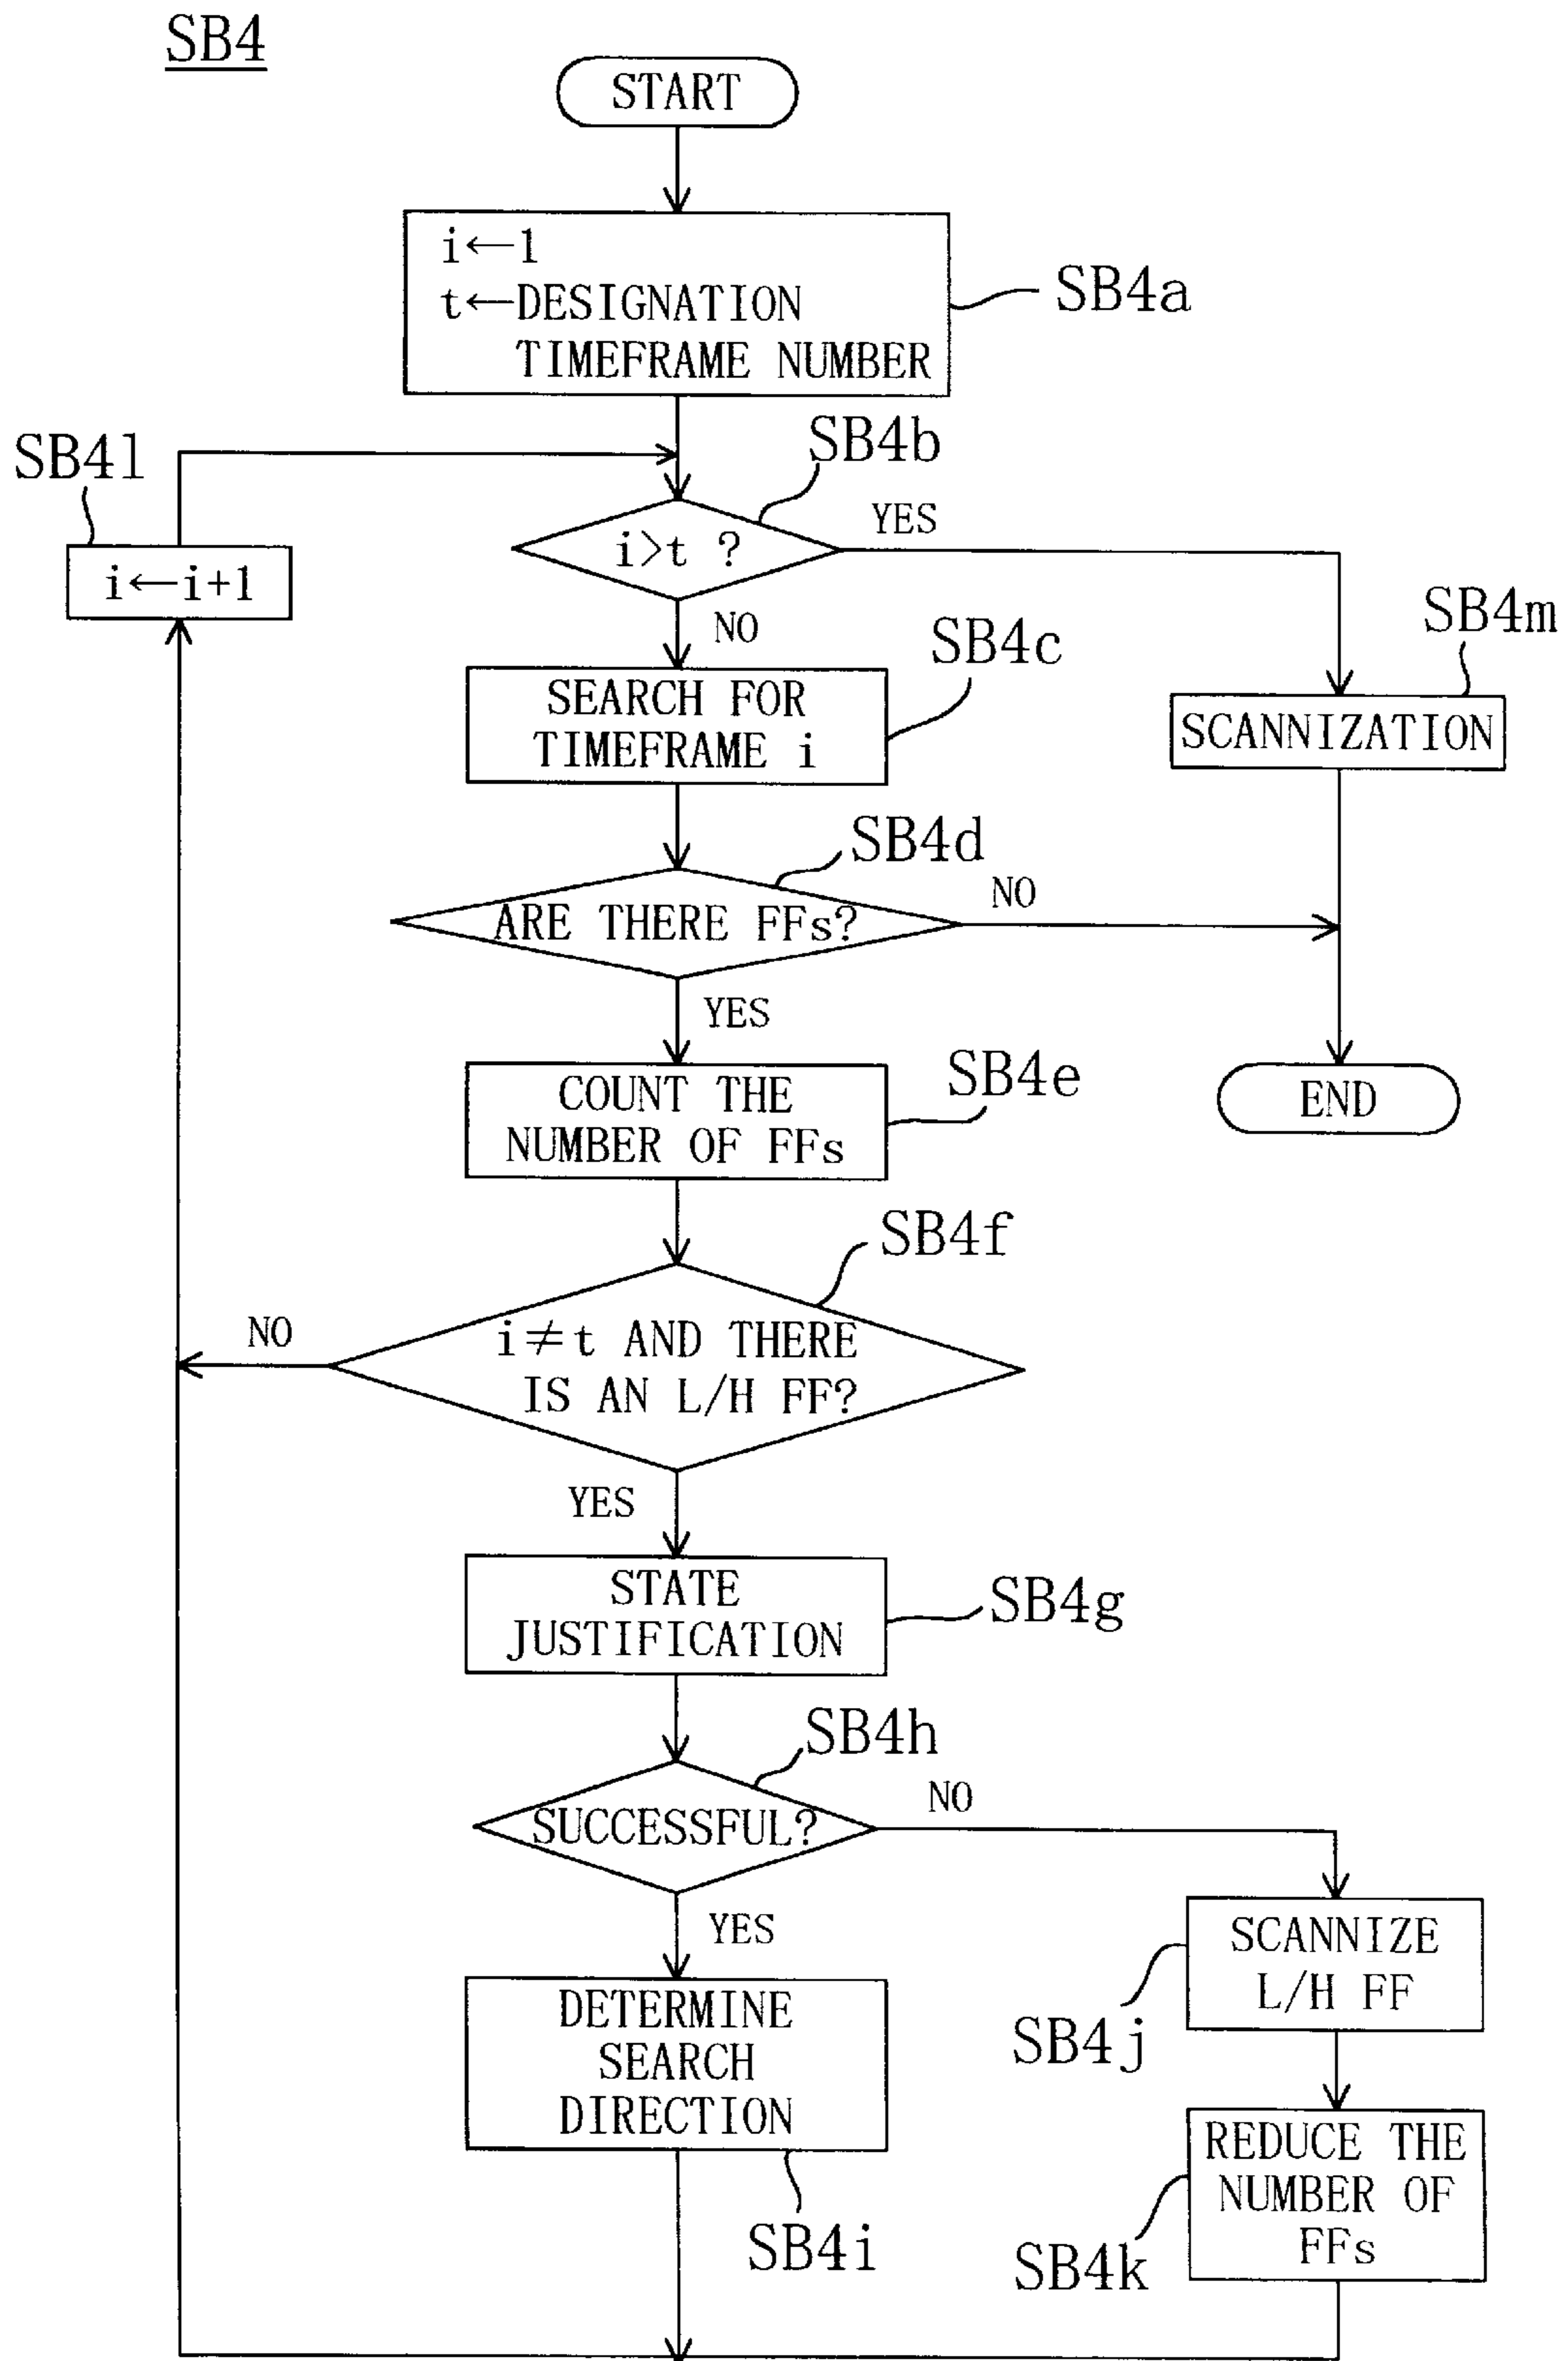 SB4
START
i←1
t←DESIGNATION
TIMEFRAME NUMBER
SB4a
SB4b
SB4l
i>t ?
YES
i←i+1
NO
SB4m
SB4c
SEARCH FOR
TIMEFRAME i
SCANNIZATION
SB4d
ARE THERE FFs?
NO
YES
SB4e
COUNT THE
NUMBER OF FFs
END
SB4f
i≠t AND THERE
IS AN L/H FF?
NO
YES
STATE
JUSTIFICATION
SB4g
SB4h
SUCCESSFUL?
NO
YES
SCANNIZE
L/H FF
SB4j
DETERMINE
SEARCH
DIRECTION
SB4i
REDUCE THE
NUMBER OF
FFs
SB4k